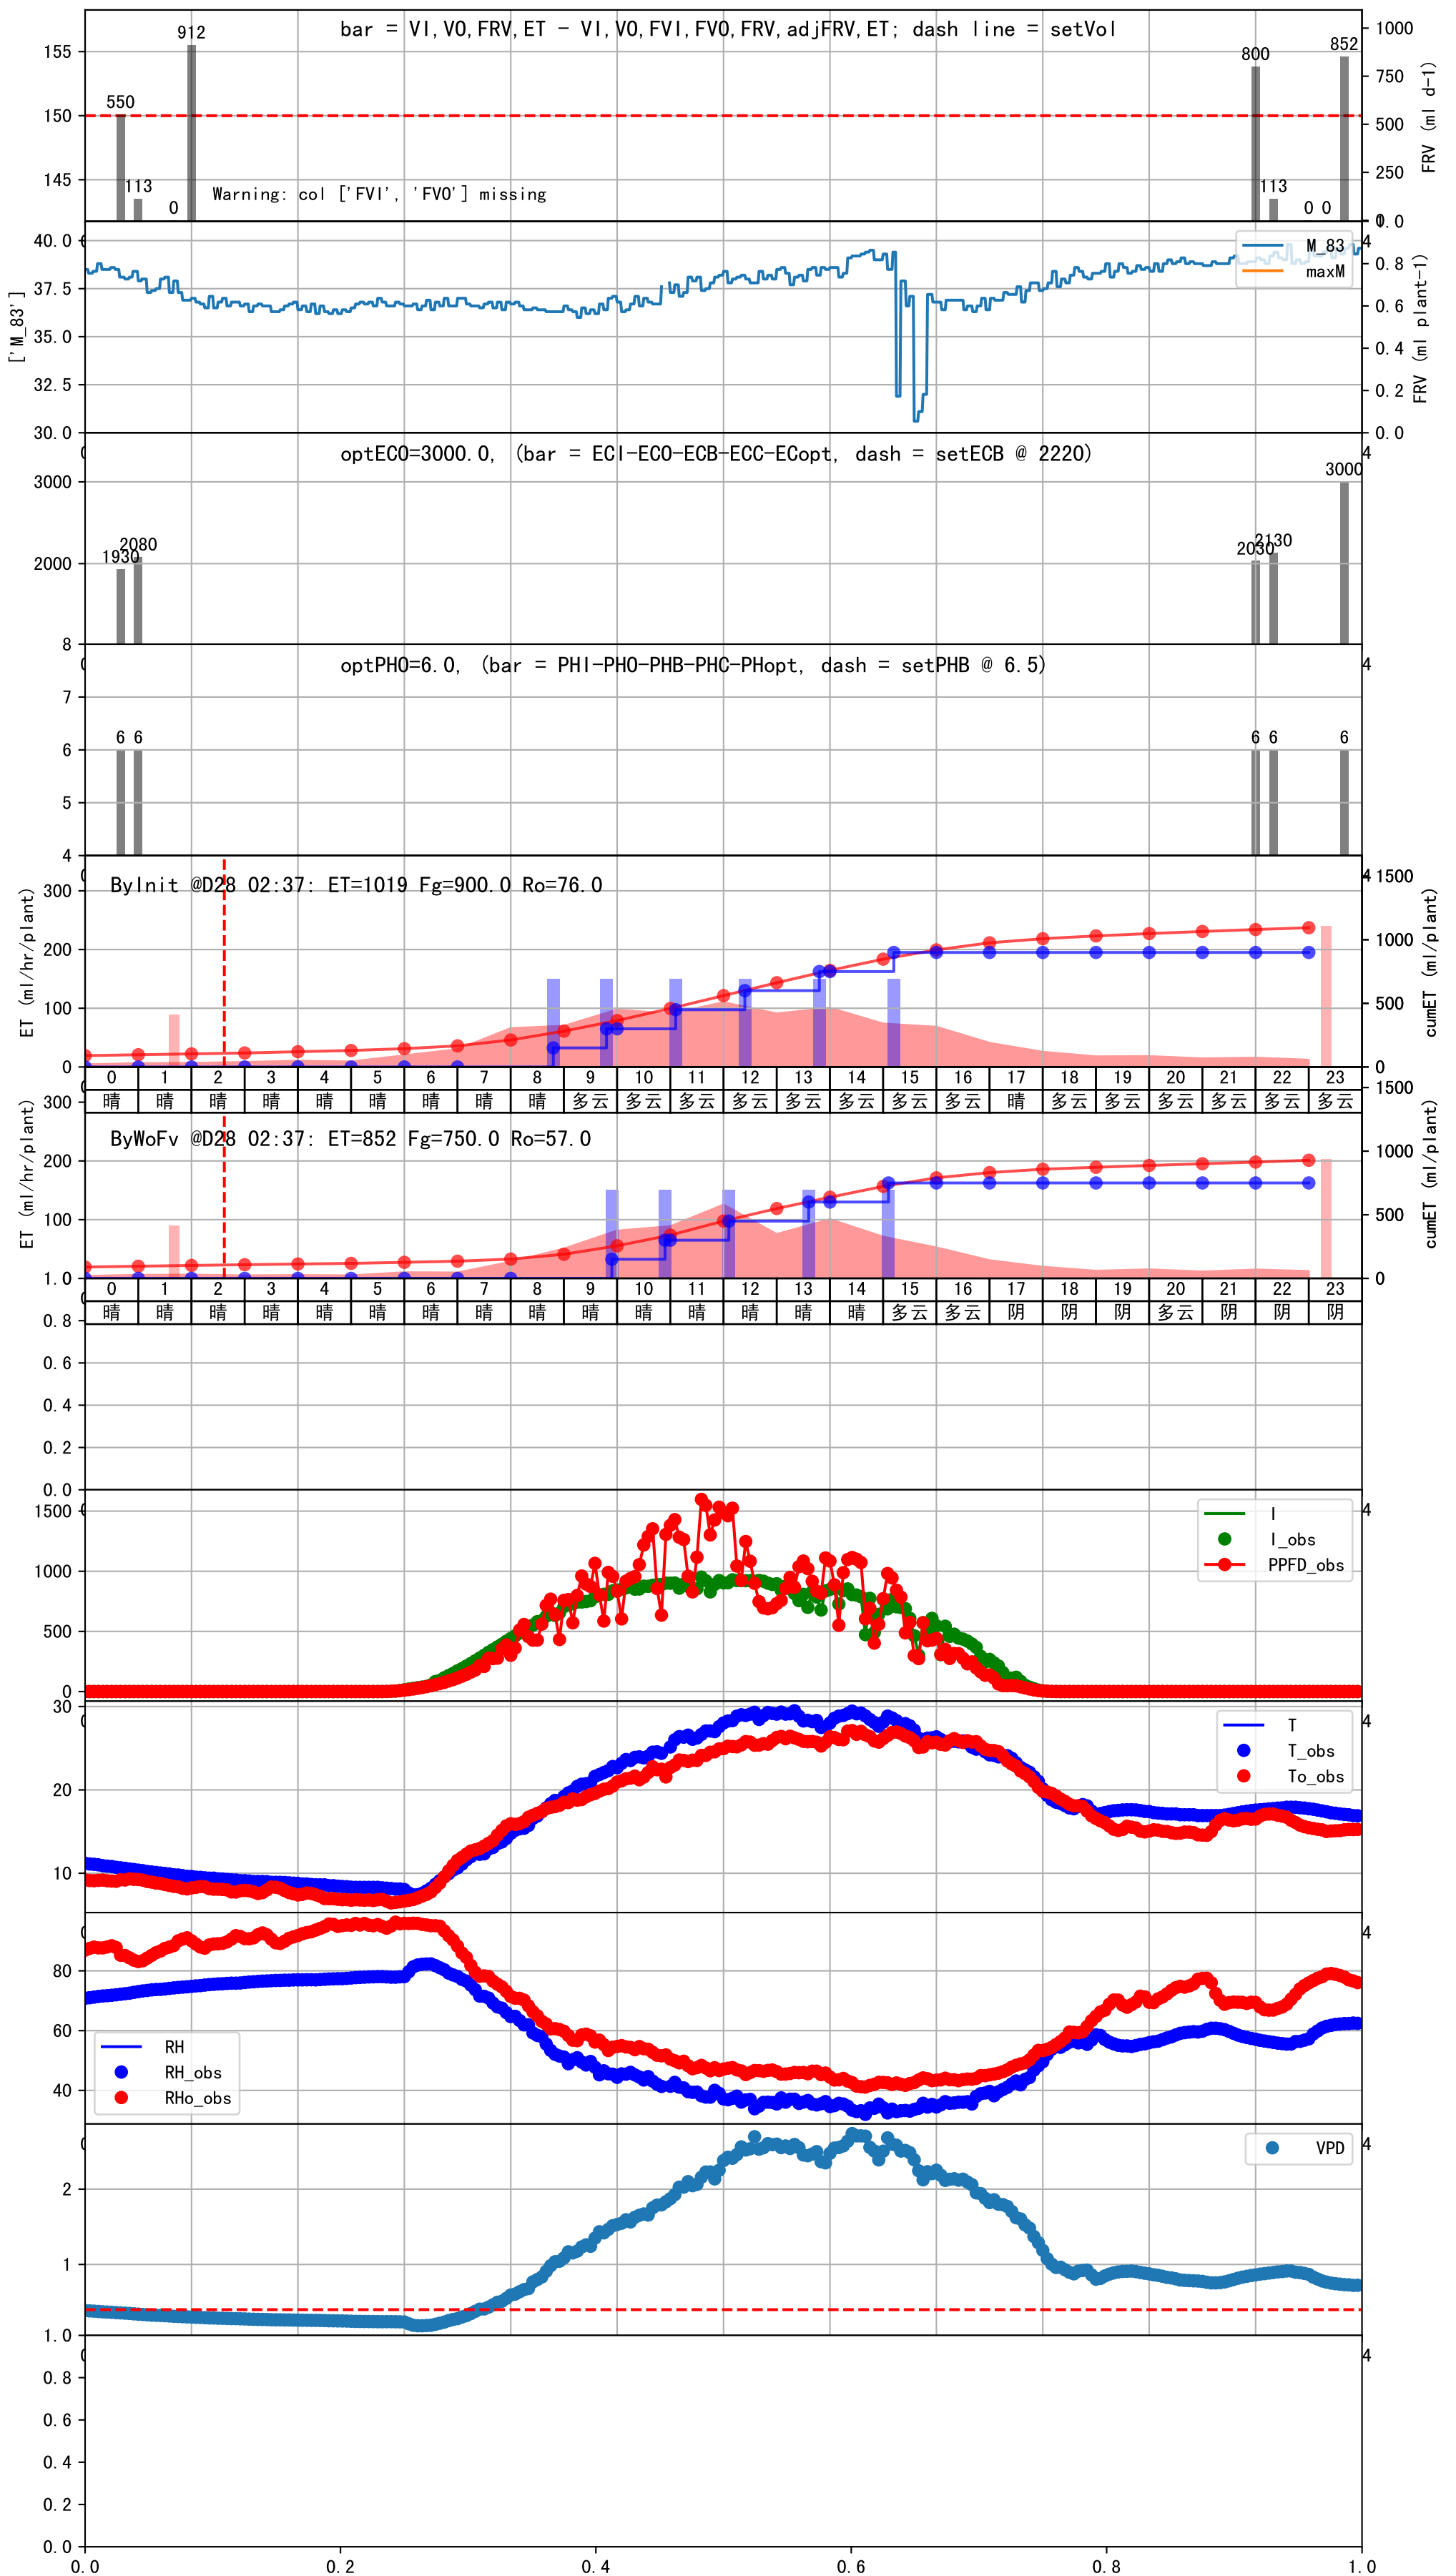 bar = VI,VO,FRV,ET - VI,VO,FVI,FVO,FRV,adjFRV,ET; dash line = setVol
912
550
113
0
800
113
0 0
852
Warning: col ['FVI', 'FVO'] missing
155
150
145
1000
750
500
250
FRV (ml d-1)
M_83
maxM
40.0
37.5
35.0
32.5
30.0
['M_83']
0.8
0.6
0.4
0.2
0.0
FRV (ml plant-1)
optECO=3000.0, (bar = ECI-ECO-ECB-ECC-ECopt, dash = setECB @ 2220)
3000
2000
1930
2080
2030
2130
3000
optPHO=6.0, (bar = PHI-PHO-PHB-PHC-PHopt, dash = setPHB @ 6.5)
8
7
6
5
4
6 6
6 6
6
ByInit @D28 02:37: ET=1019 Fg=900.0 Ro=76.0
300
200
100
0
ET (ml/hr/plant)
1500
1000
500
0
cumET (ml/plant)
0 1 2 3 4 5 6 7 8 9 10 11 12 13 14 15 16 17 18 19 20 21 22 23
晴 晴 晴 晴 晴 晴 晴 晴 晴 多云 多云 多云 多云 多云 多云 多云 多云 晴 多云 多云 多云 多云 多云 多云
ByWoFv @D28 02:37: ET=852 Fg=750.0 Ro=57.0
300
200
100
ET (ml/hr/plant)
1500
1000
500
0
cumET (ml/plant)
0 1 2 3 4 5 6 7 8 9 10 11 12 13 14 15 16 17 18 19 20 21 22 23
晴 晴 晴 晴 晴 晴 晴 晴 晴 晴 晴 晴 晴 晴 晴 多云 多云 阴 阴 阴 多云 阴 阴 阴
1.0
0.8
0.6
0.4
0.2
0.0
I
I_obs
PPFD_obs
1500
1000
500
0
T
T_obs
To_obs
30
20
10
RH
RH_obs
RHo_obs
80
60
40
VPD
2
1
1.0
0.8
0.6
0.4
0.2
0.0
0.0 0.2 0.4 0.6 0.8 1.0